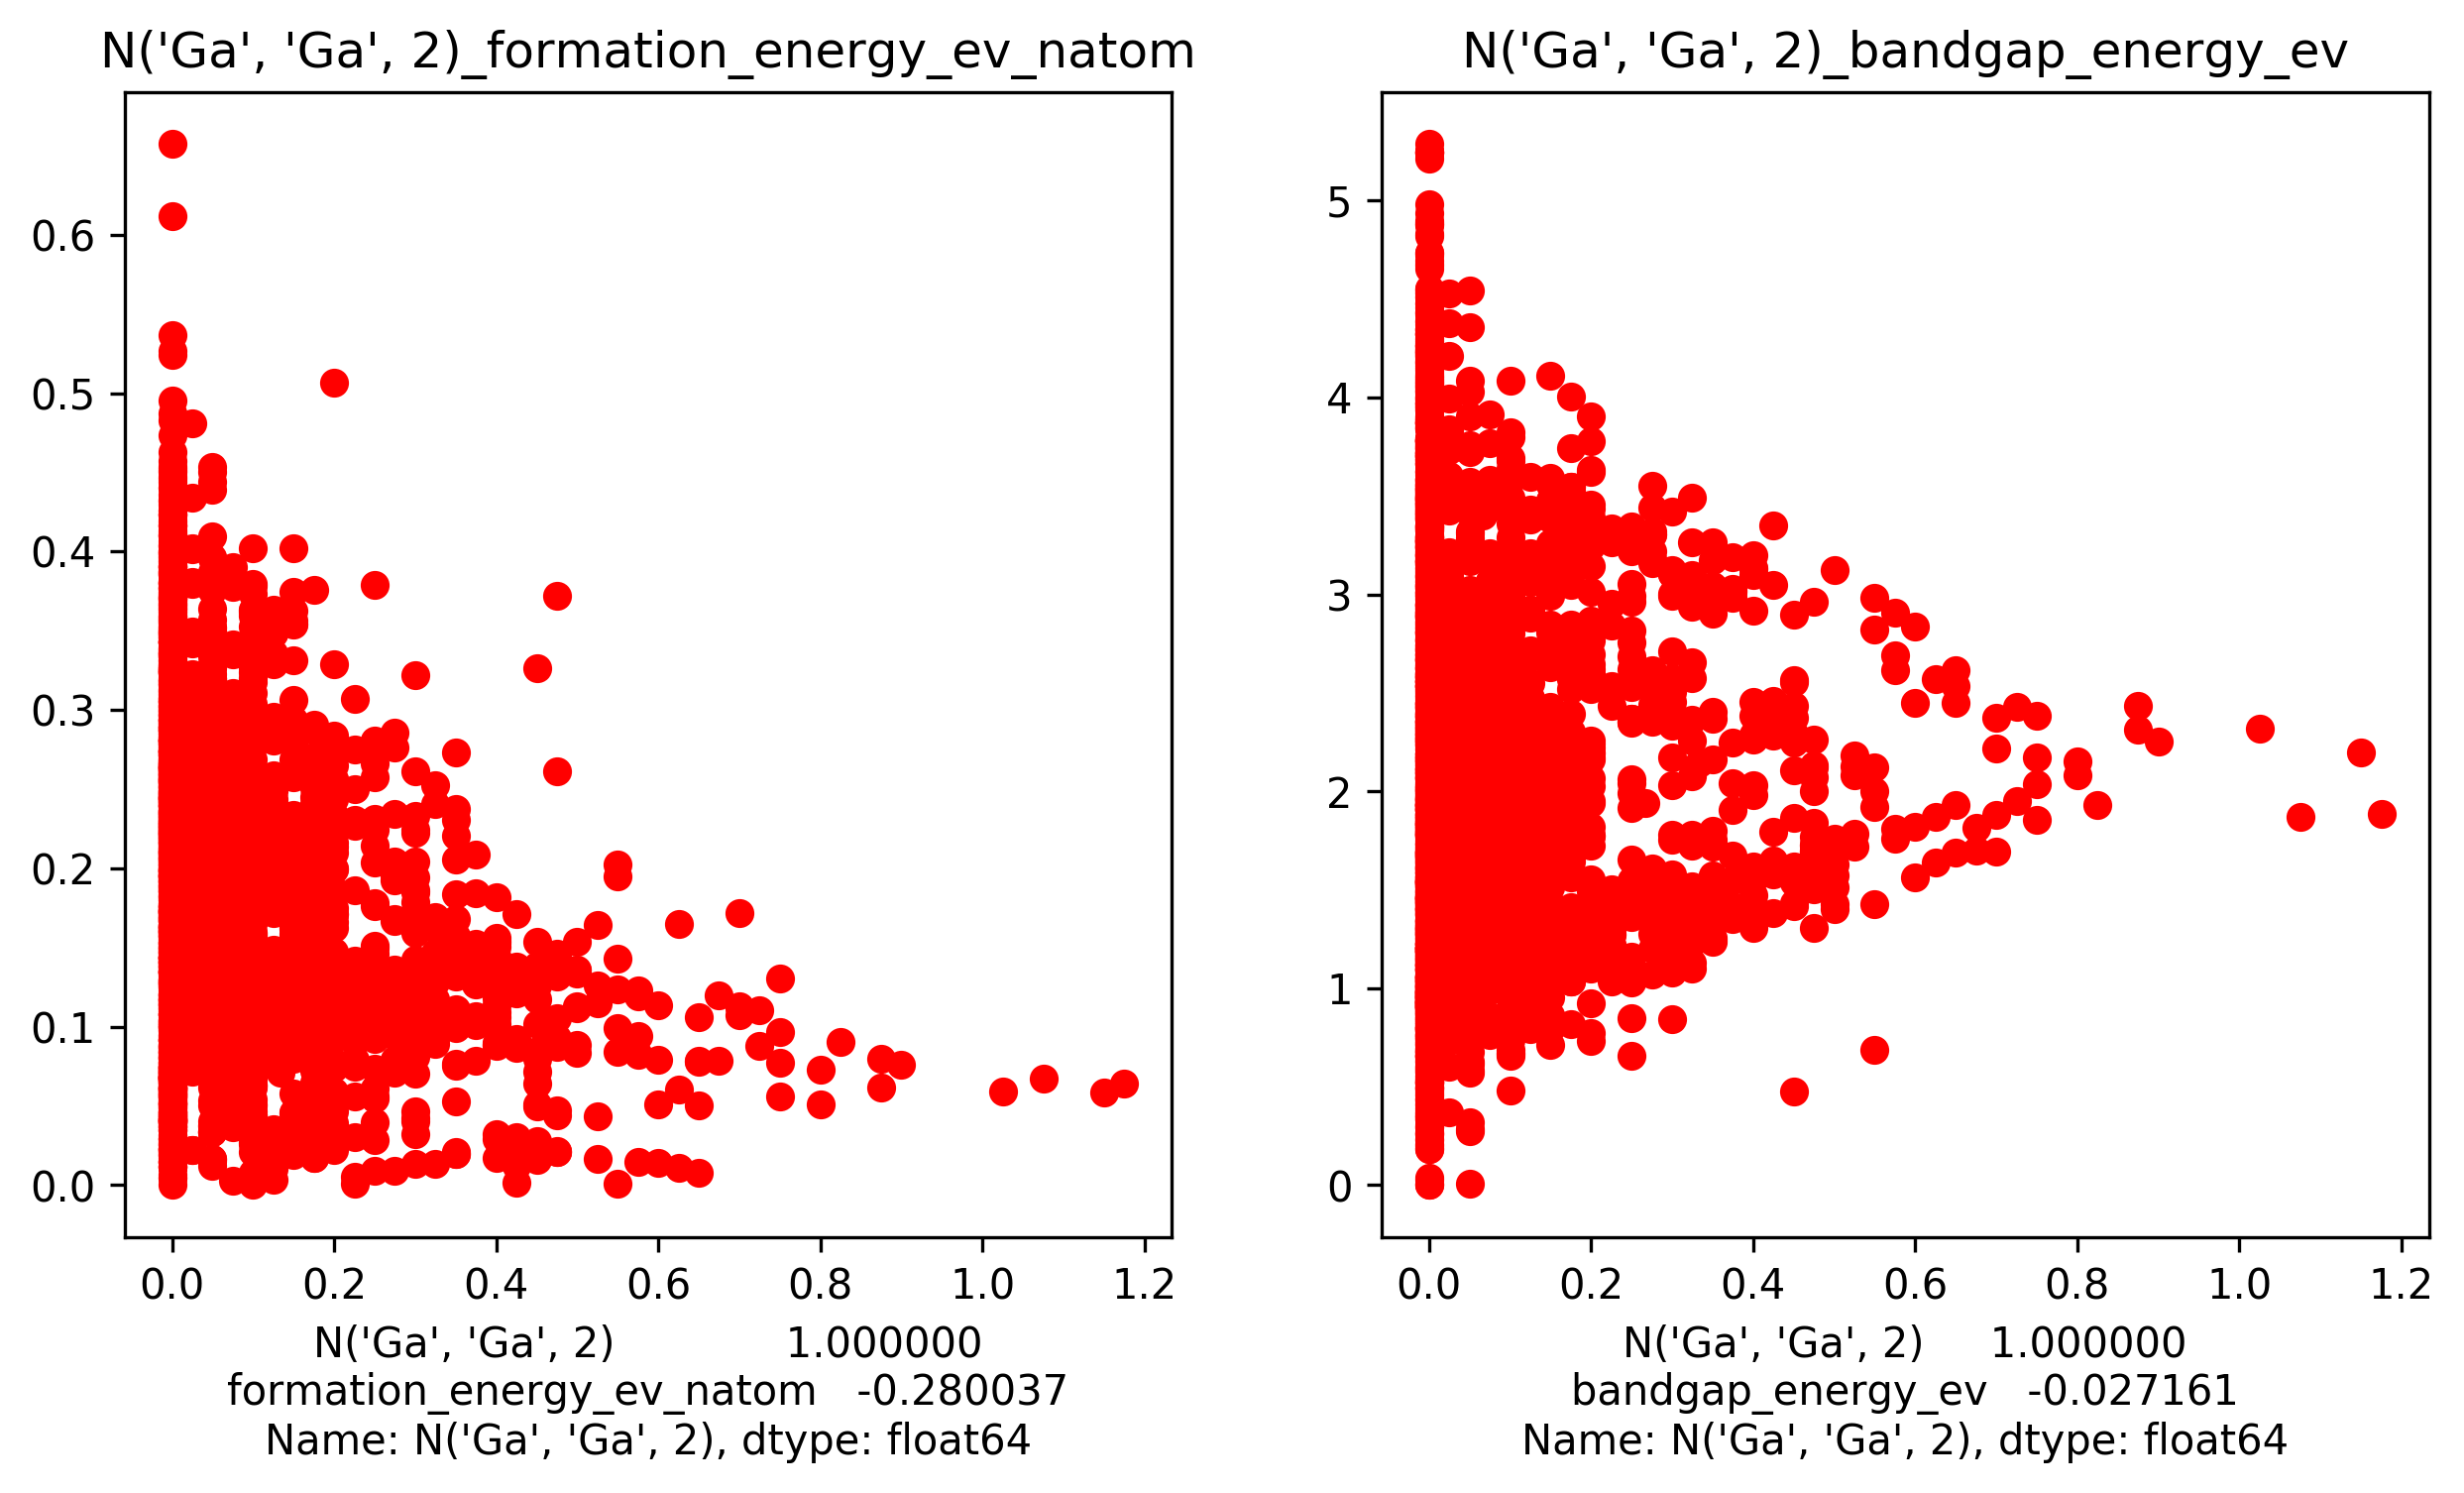 N('Ga', 'Ga', 2)_formation_energy_ev_natom
0.6
0.5
0.4
0.3
0.2
0.1
0.0
0.0 0.2 0.4 0.6 0.8 1.0 1.2
N('Ga', 'Ga', 2) 1.000000
formation_energy_ev_natom -0.280037
Name: N('Ga', 'Ga', 2), dtype: float64
N('Ga', 'Ga', 2)_bandgap_energy_ev
5
4
3
2
1
0
0.0 0.2 0.4 0.6 0.8 1.0 1.2
N('Ga', 'Ga', 2) 1.000000
bandgap_energy_ev -0.027161
Name: N('Ga', 'Ga', 2), dtype: float64